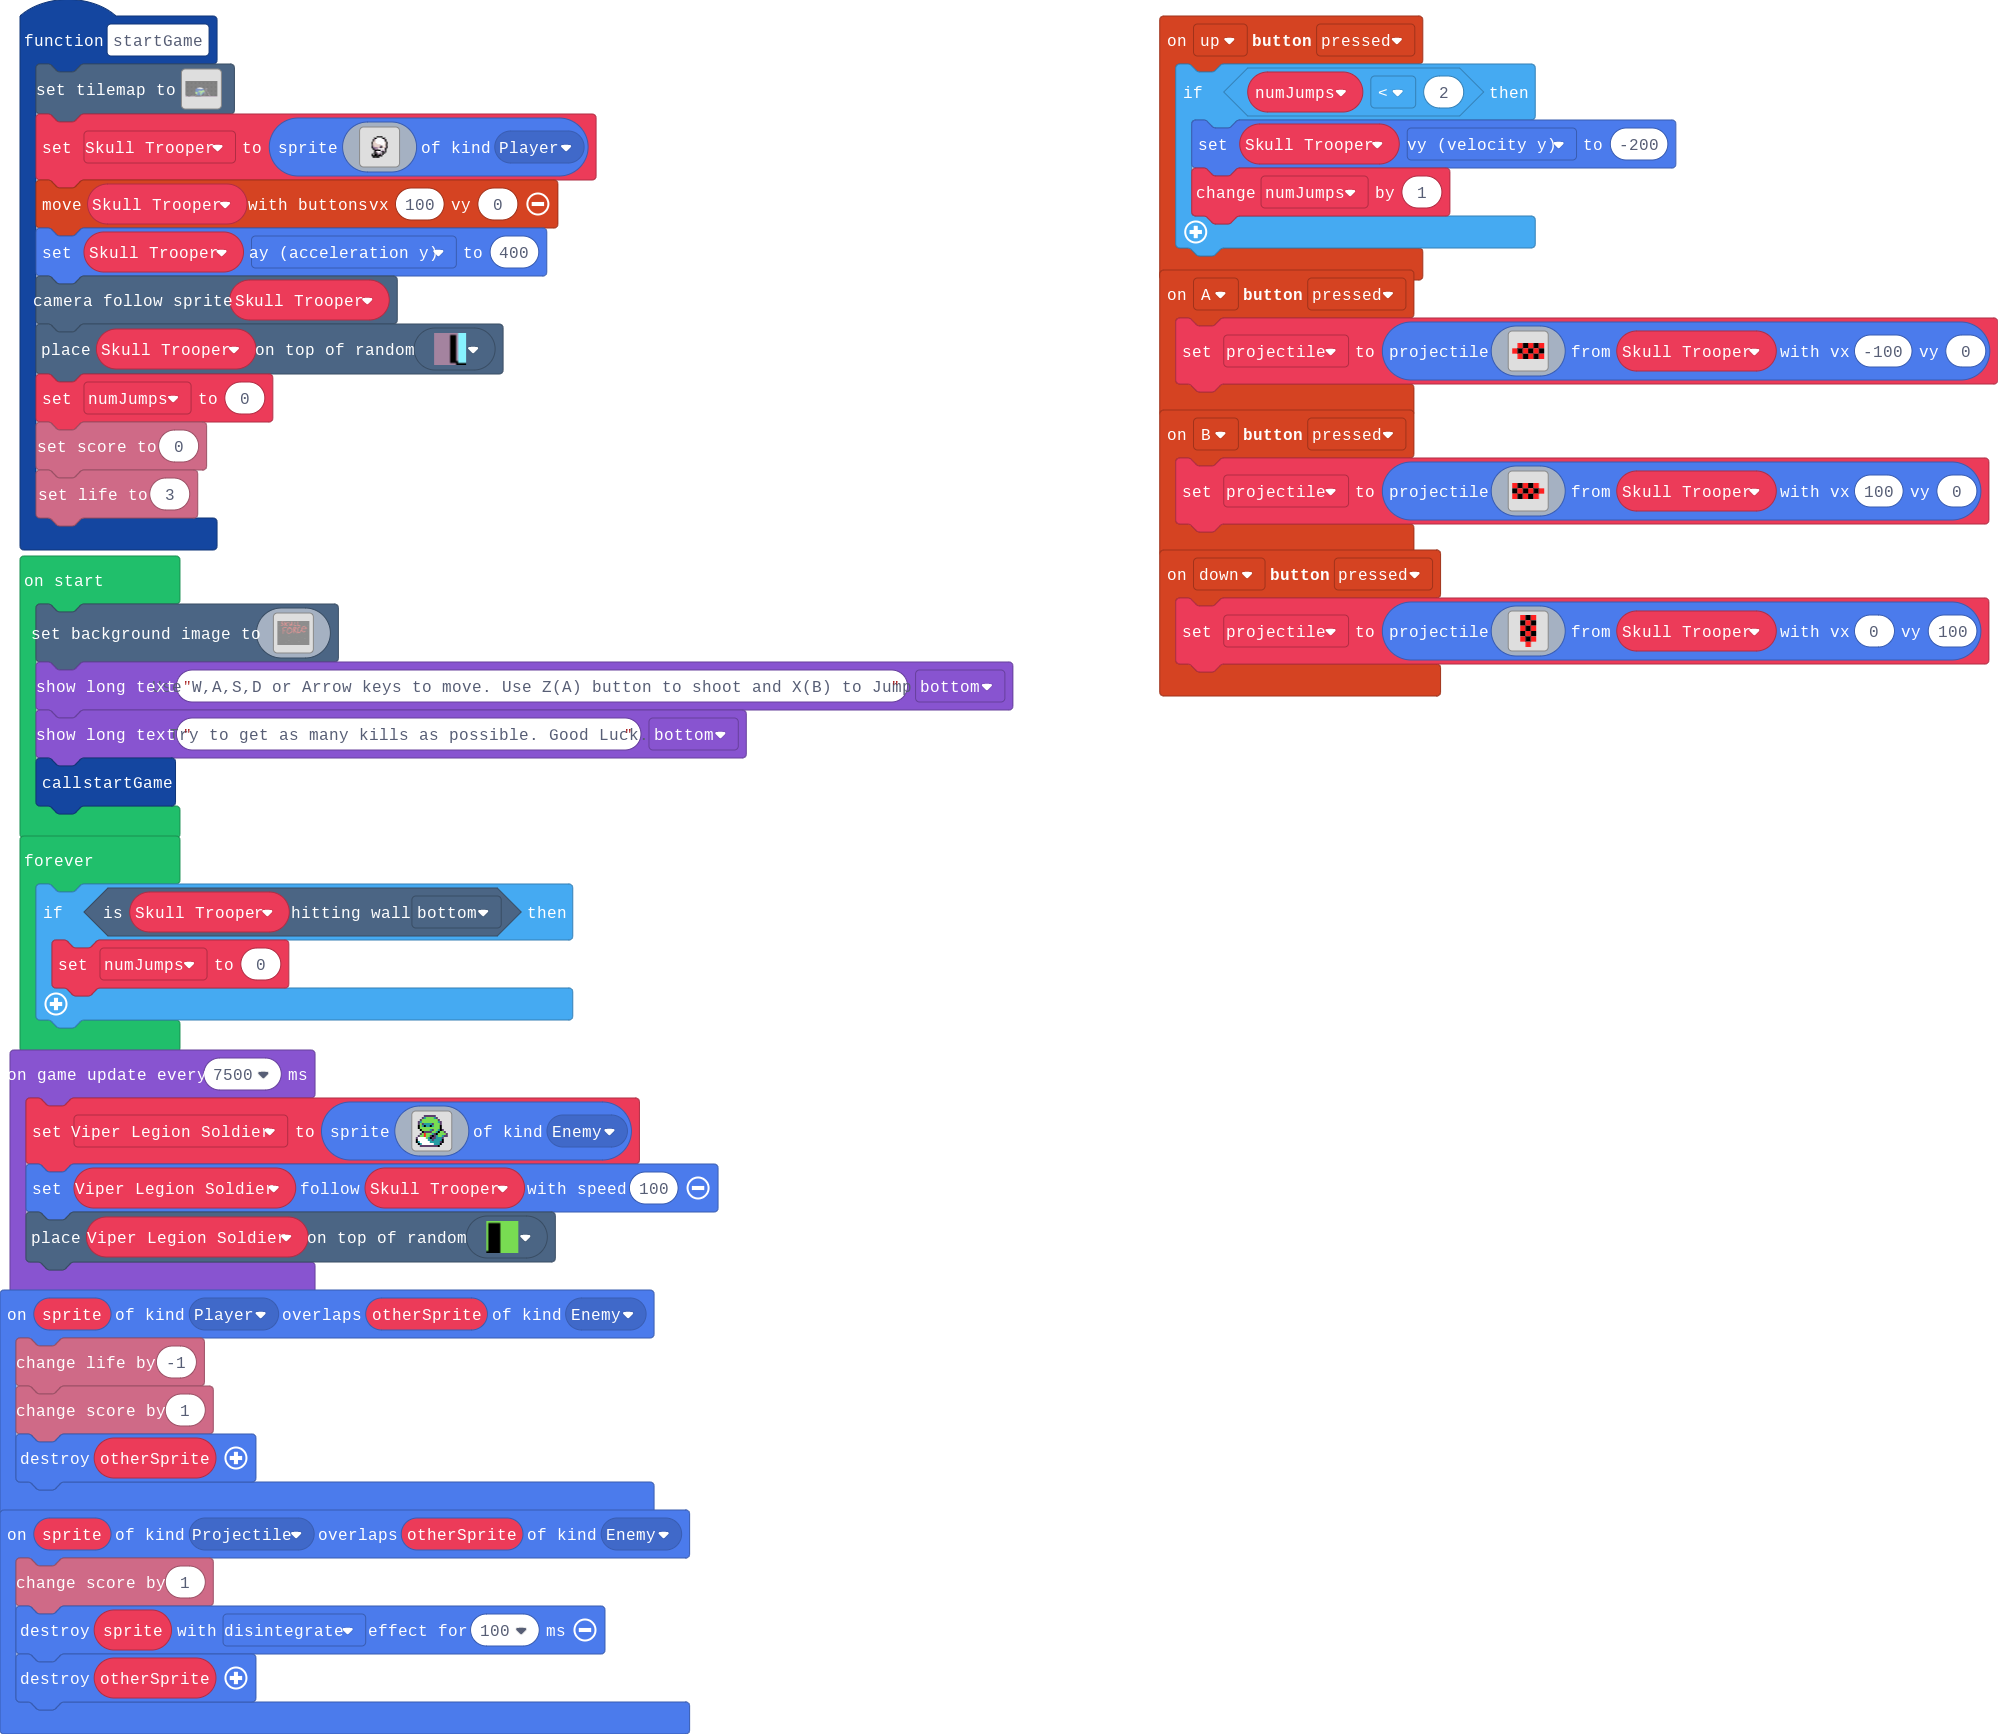 function startGame
set tilemap to
set Skull Trooper to sprite of kind Player
move Skull Trooper with buttons vx 100 vy 0
set Skull Trooper ay (acceleration y) to 400
camera follow sprite Skull Trooper
place Skull Trooper on top of random
set numJumps to 0
set score to 0
set life to 3
on start
set background image to
show long text "W,A,S,D or Arrow keys to move. Use Z(A) button to shoot and X(B) to Jump" bottom
show long text "ry to get as many kills as possible. Good Luck" bottom
call startGame
forever
if is Skull Trooper hitting wall bottom then
set numJumps to 0
on game update every 7500 ms
set Viper Legion Soldier to sprite of kind Enemy
set Viper Legion Soldier follow Skull Trooper with speed 100
place Viper Legion Soldier on top of random
on sprite of kind Player overlaps otherSprite of kind Enemy
change life by -1
change score by 1
destroy otherSprite
on sprite of kind Projectile overlaps otherSprite of kind Enemy
change score by 1
destroy sprite with disintegrate effect for 100 ms
destroy otherSprite
on up button pressed
if numJumps < 2 then
set Skull Trooper vy (velocity y) to -200
change numJumps by 1
on A button pressed
set projectile to projectile from Skull Trooper with vx -100 vy 0
on B button pressed
set projectile to projectile from Skull Trooper with vx 100 vy 0
on down button pressed
set projectile to projectile from Skull Trooper with vx 0 vy 100